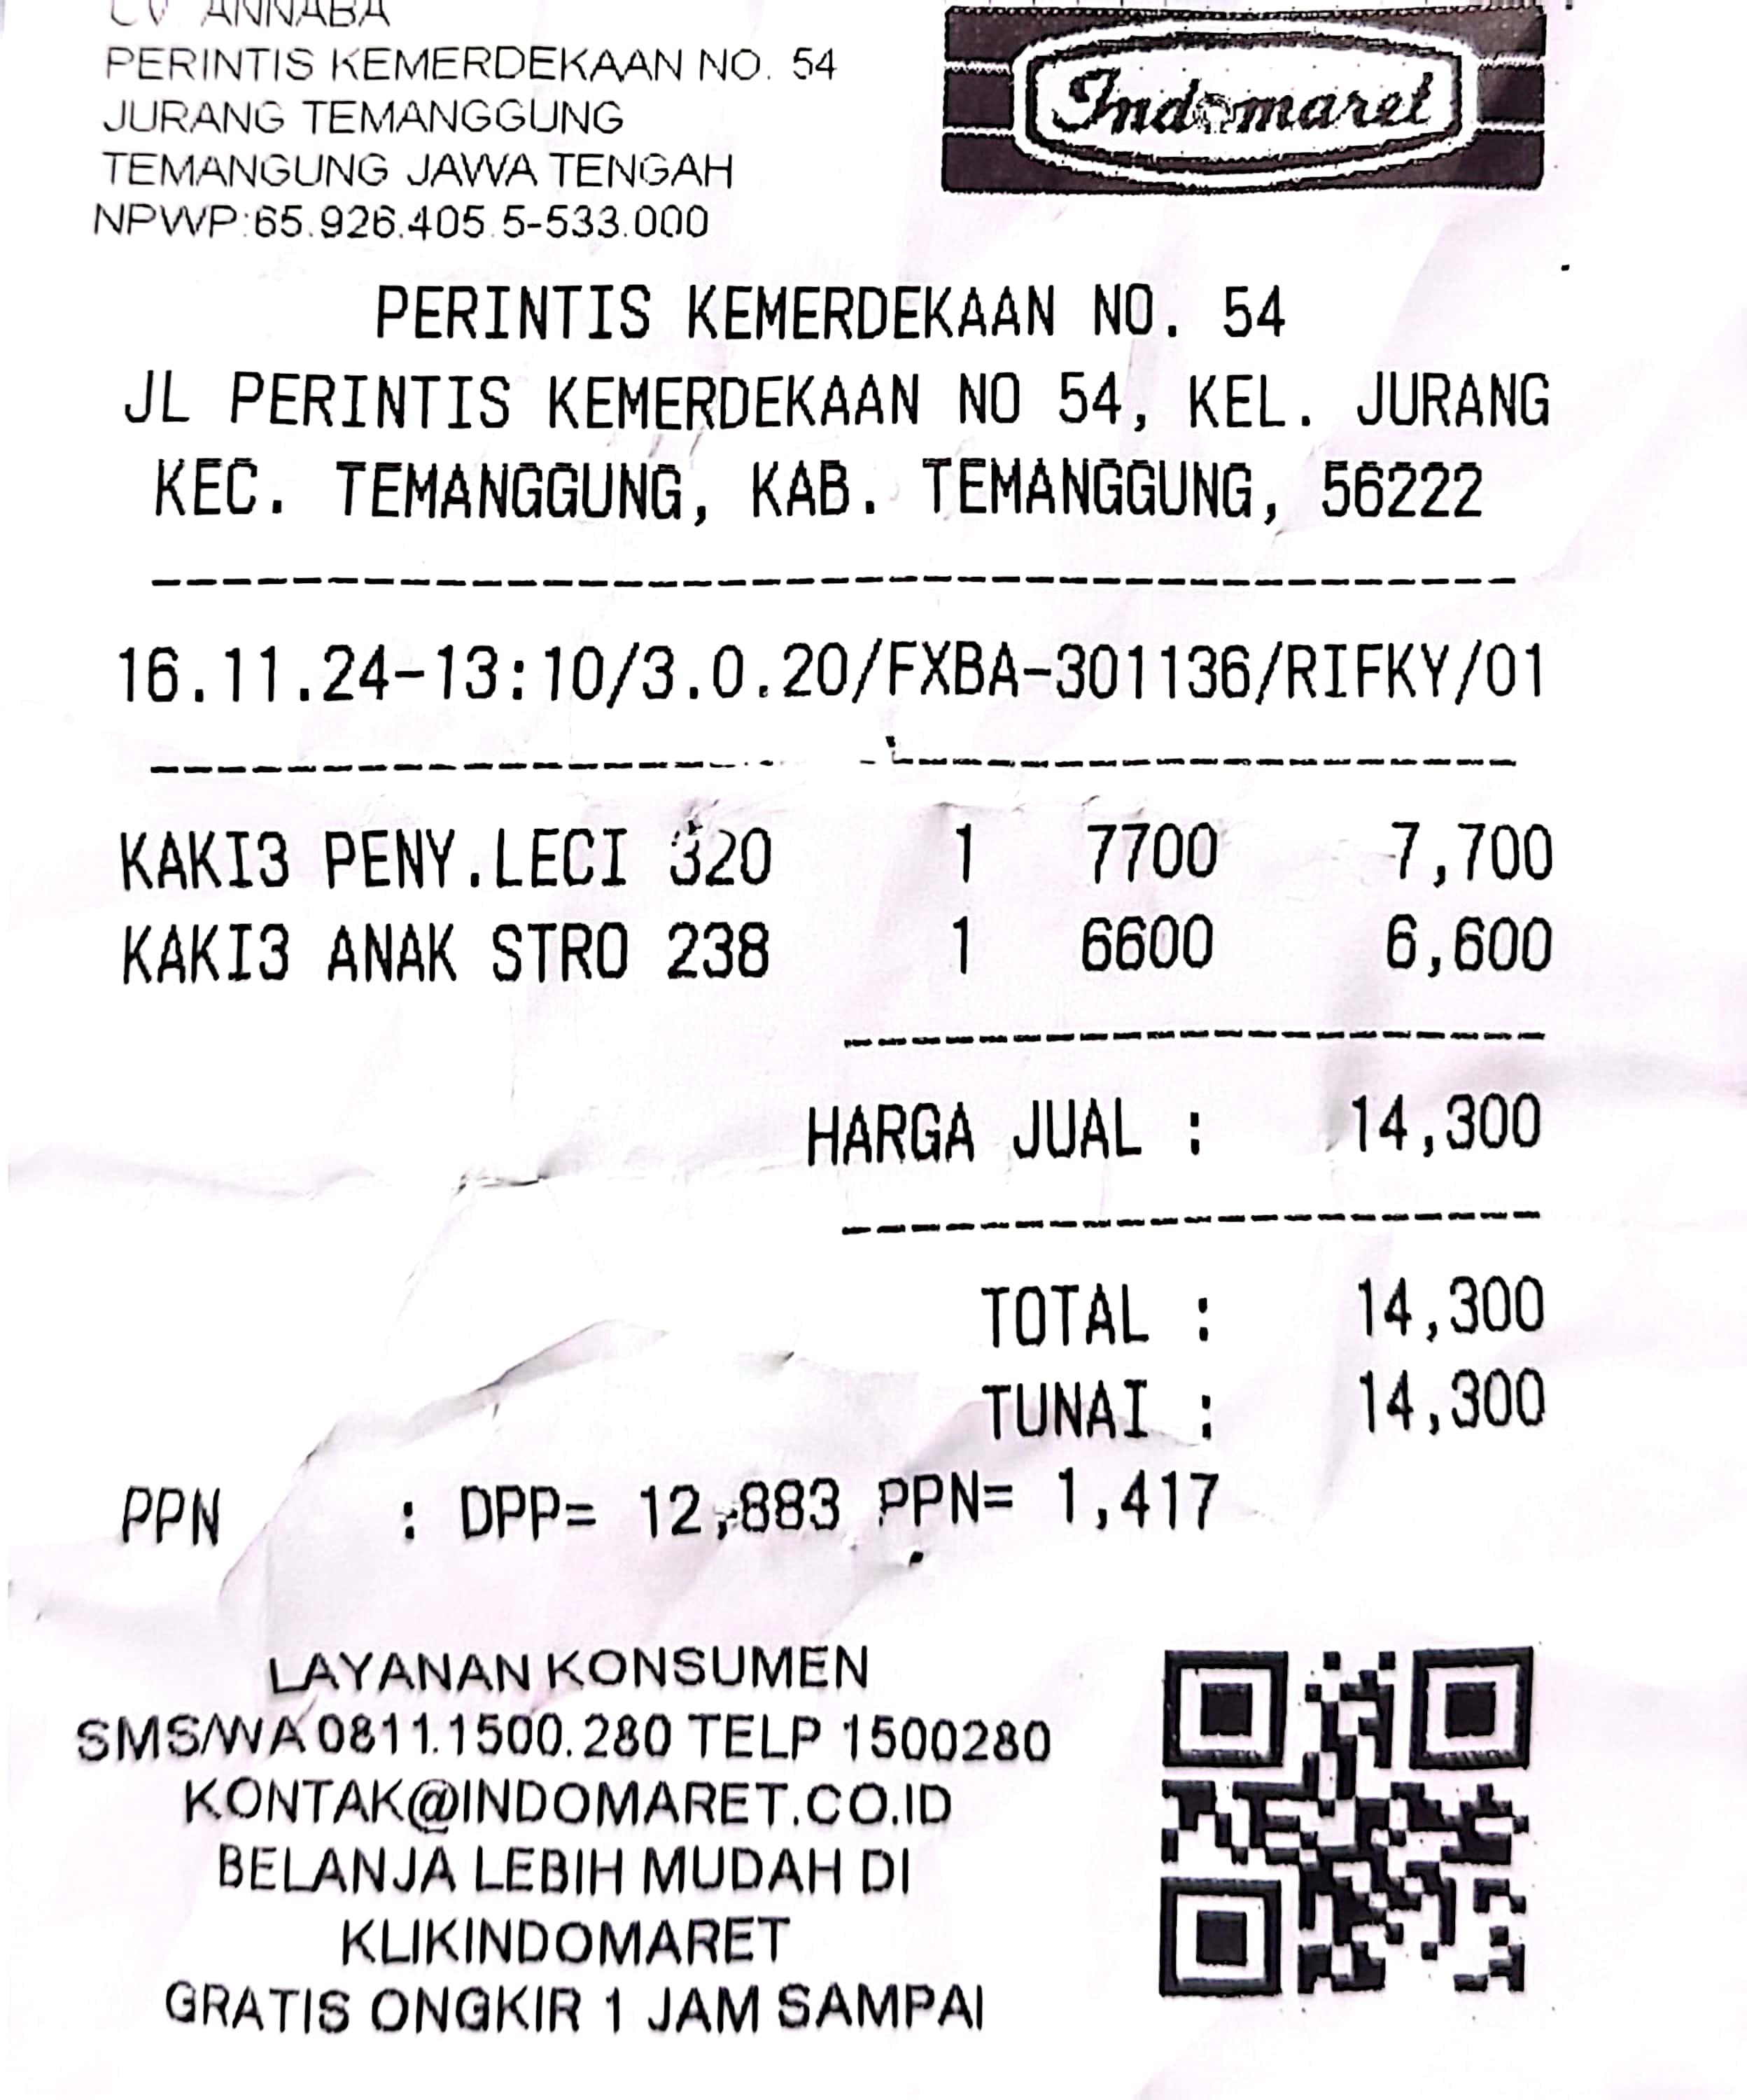 CV ANNABA
PERINTIS KEMERDEKAAN NO. 54
JURANG TEMANGGUNG
TEMANGUNG JAWA TENGAH
NPWP:65.926.405.5-533.000
Indomaret
PERINTIS KEMERDEKAAN NO. 54
JL PERINTIS KEMERDEKAAN NO 54, KEL. JURANG
KEC. TEMANGGUNG, KAB. TEMANGGUNG, 56222
16.11.24-13:10/3.0.20/FXBA-301136/RIFKY/01
KAKI3 PENY.LECI 320 1 7700 7,700
KAKI3 ANAK STRO 238 1 6600 6,600
HARGA JUAL : 14,300
TOTAL : 14,300
TUNAI : 14,300
PPN : DPP= 12,883 PPN= 1,417
LAYANAN KONSUMEN
SMS/WA 0811.1500.280 TELP 1500280
KONTAK@INDOMARET.CO.ID
BELANJA LEBIH MUDAH DI
KLIKINDOMARET
GRATIS ONGKIR 1 JAM SAMPAI